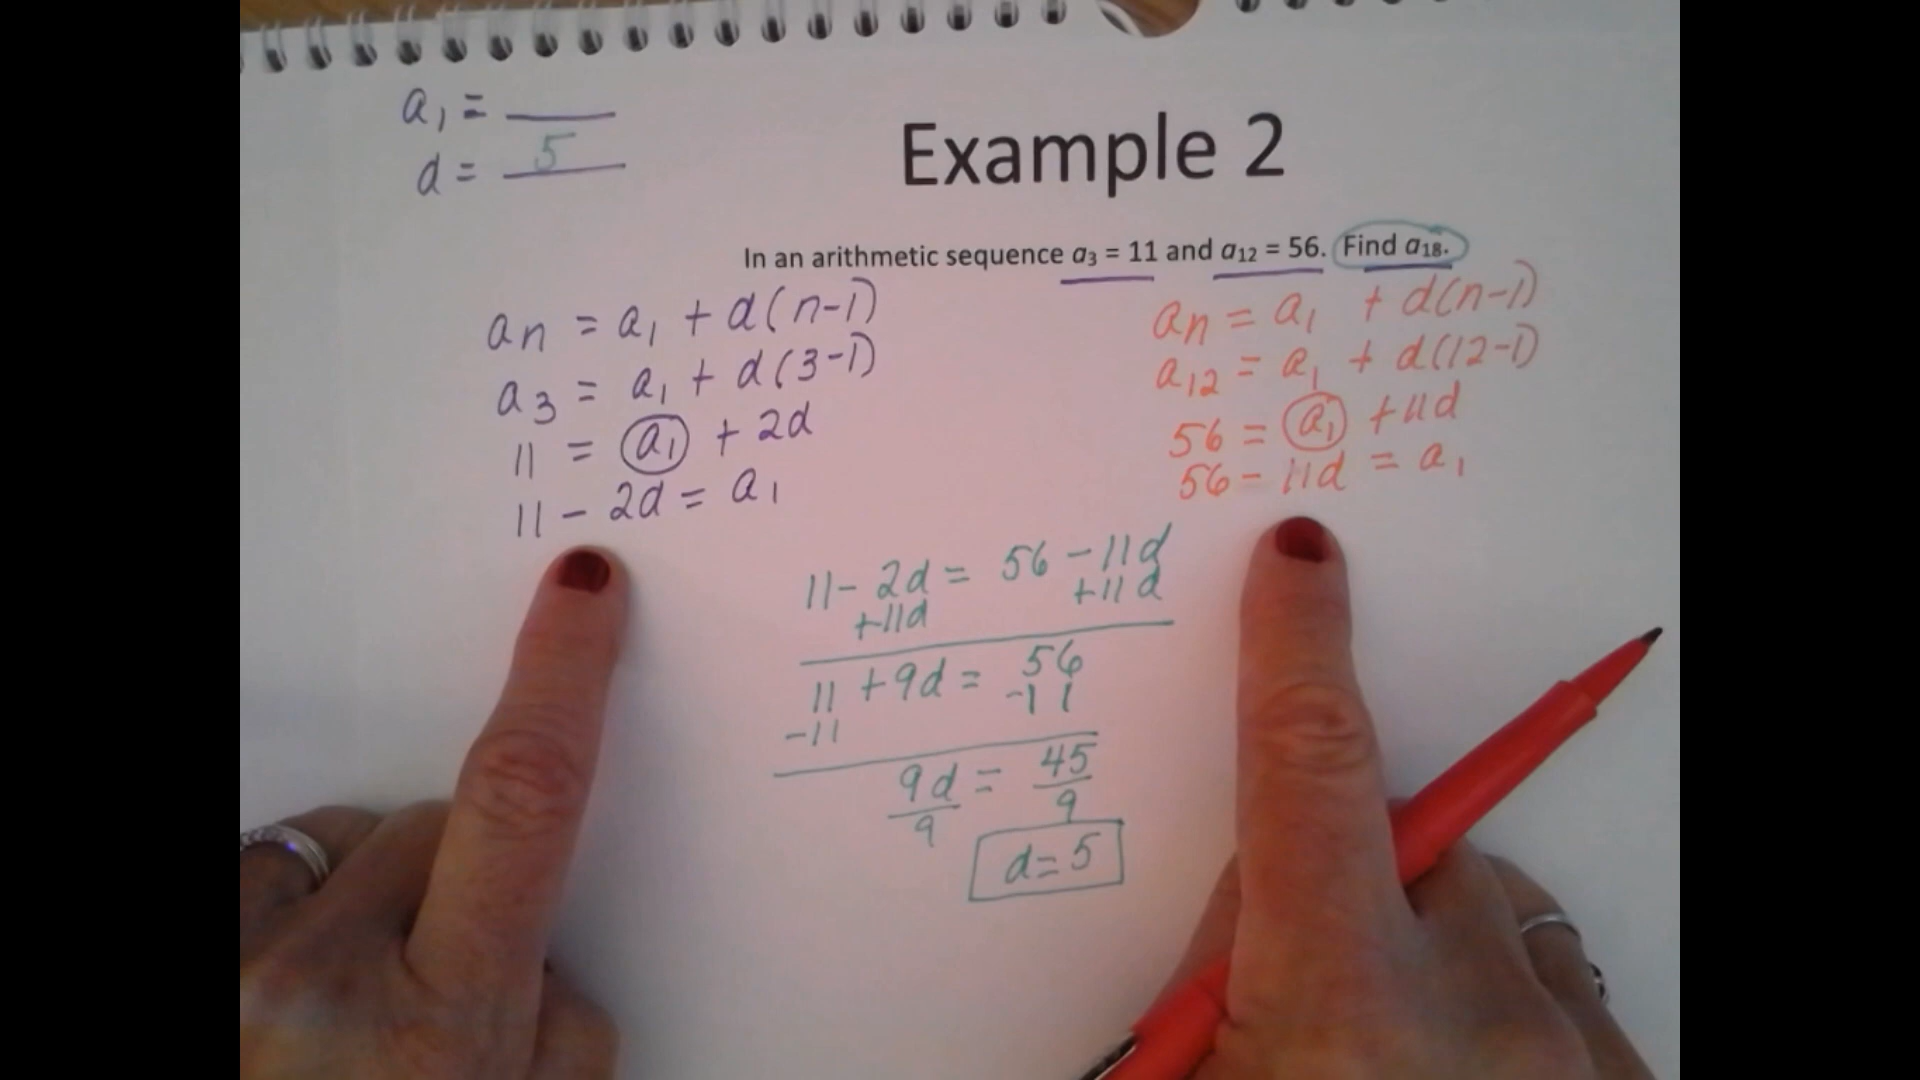 a₁ = ____
d = 5
Example 2
In an arithmetic sequence a₃ = 11 and a₁₂ = 56. Find a₁₈.
an = a₁ + d(n-1)
a₃ = a₁ + d(3-1)
11 = a₁ + 2d
11 - 2d = a₁
an = a₁ + d(n-1)
a₁₂ = a₁ + d(12-1)
56 = a₁ + 11d
56 - 11d = a₁
11 - 2d = 56 - 11d
+11d +11d
11 + 9d = 56
-11 -11
9d = 45
9 9
d = 5